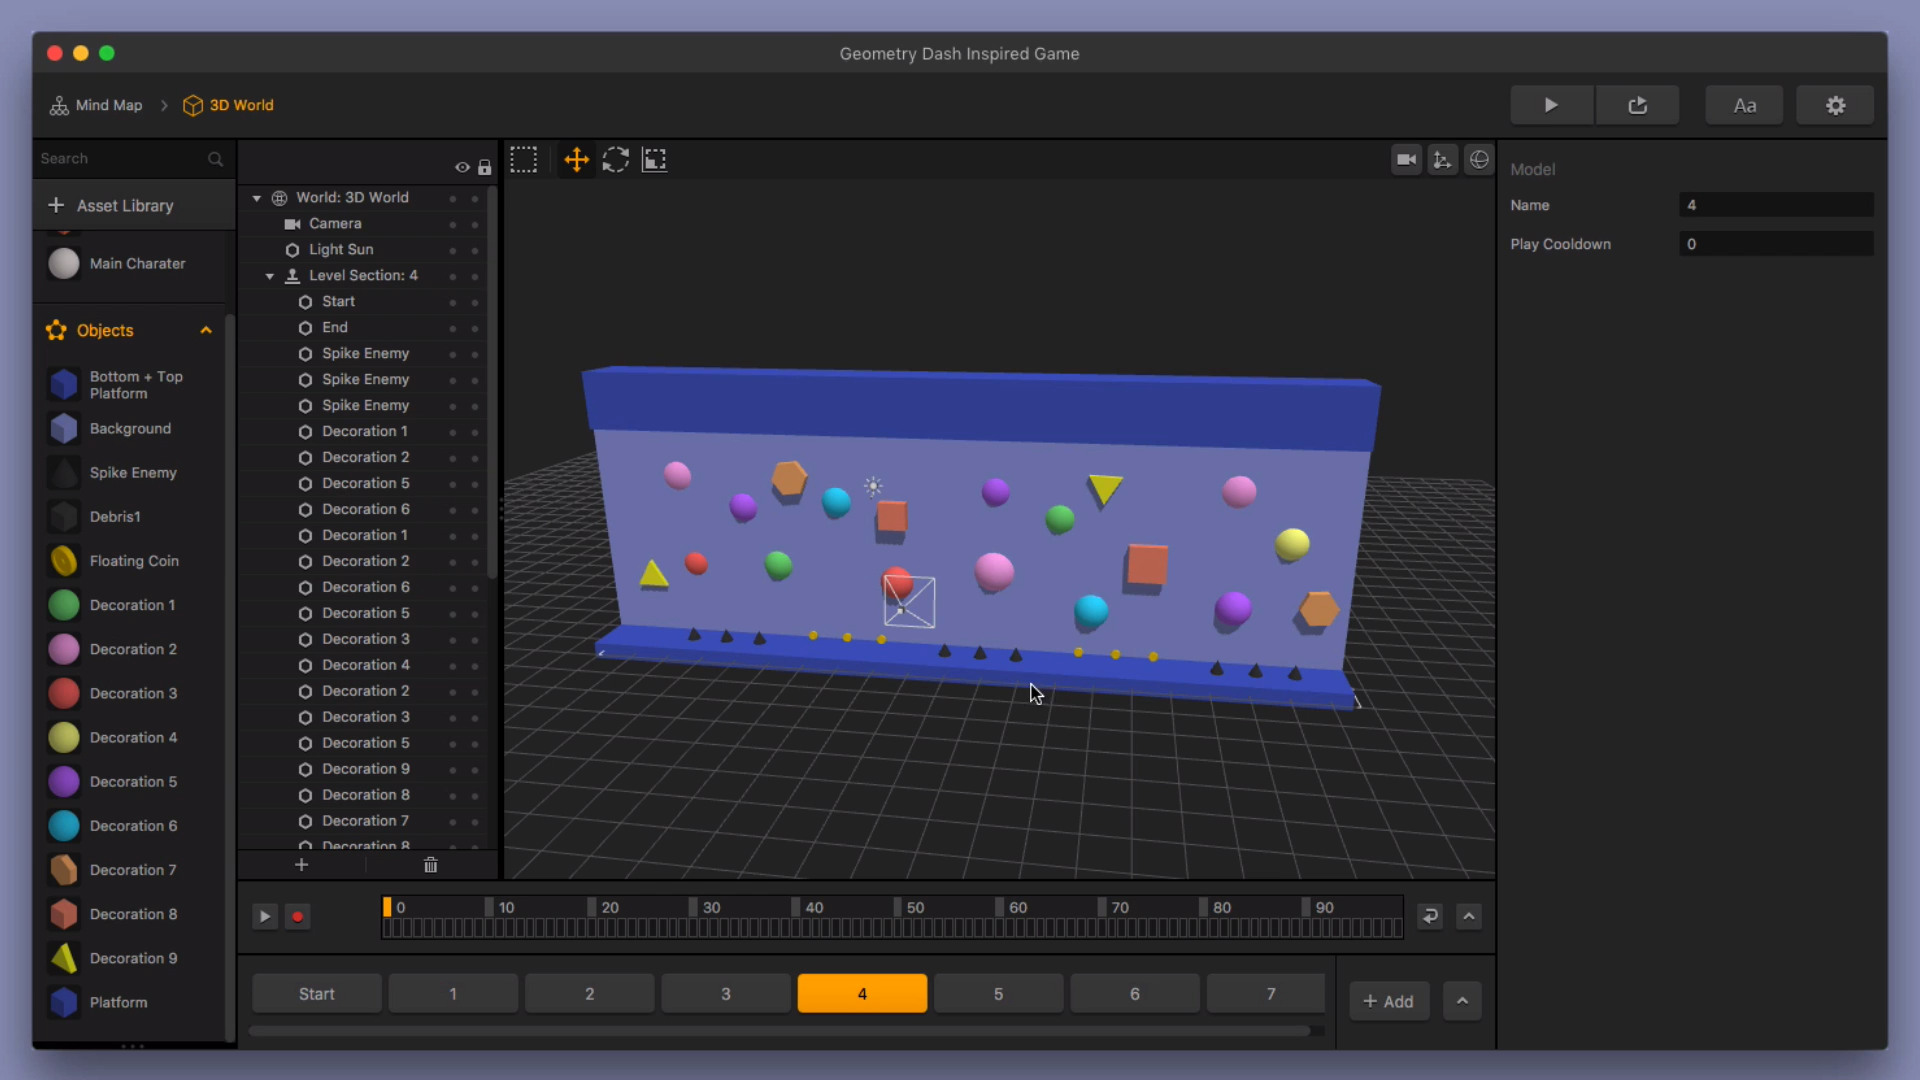 Geometry Dash Inspired Game
Mind Map
3D World
Aa
Search
Asset Library
Main Charater
Objects
Bottom + Top
Platform
Background
Spike Enemy
Debris1
Floating Coin
Decoration 1
Decoration 2
Decoration 3
Decoration 4
Decoration 5
Decoration 6
Decoration 7
Decoration 8
Decoration 9
Platform
World: 3D World
Camera
Light Sun
Level Section: 4
Start
End
Spike Enemy
Spike Enemy
Spike Enemy
Decoration 1
Decoration 2
Decoration 5
Decoration 6
Decoration 1
Decoration 2
Decoration 6
Decoration 5
Decoration 3
Decoration 4
Decoration 2
Decoration 3
Decoration 5
Decoration 9
Decoration 8
Decoration 7
Decoration 8
Model
Name 4
Play Cooldown 0
0 10 20 30 40 50 60 70 80 90
Start 1 2 3 4 5 6 7
+ Add